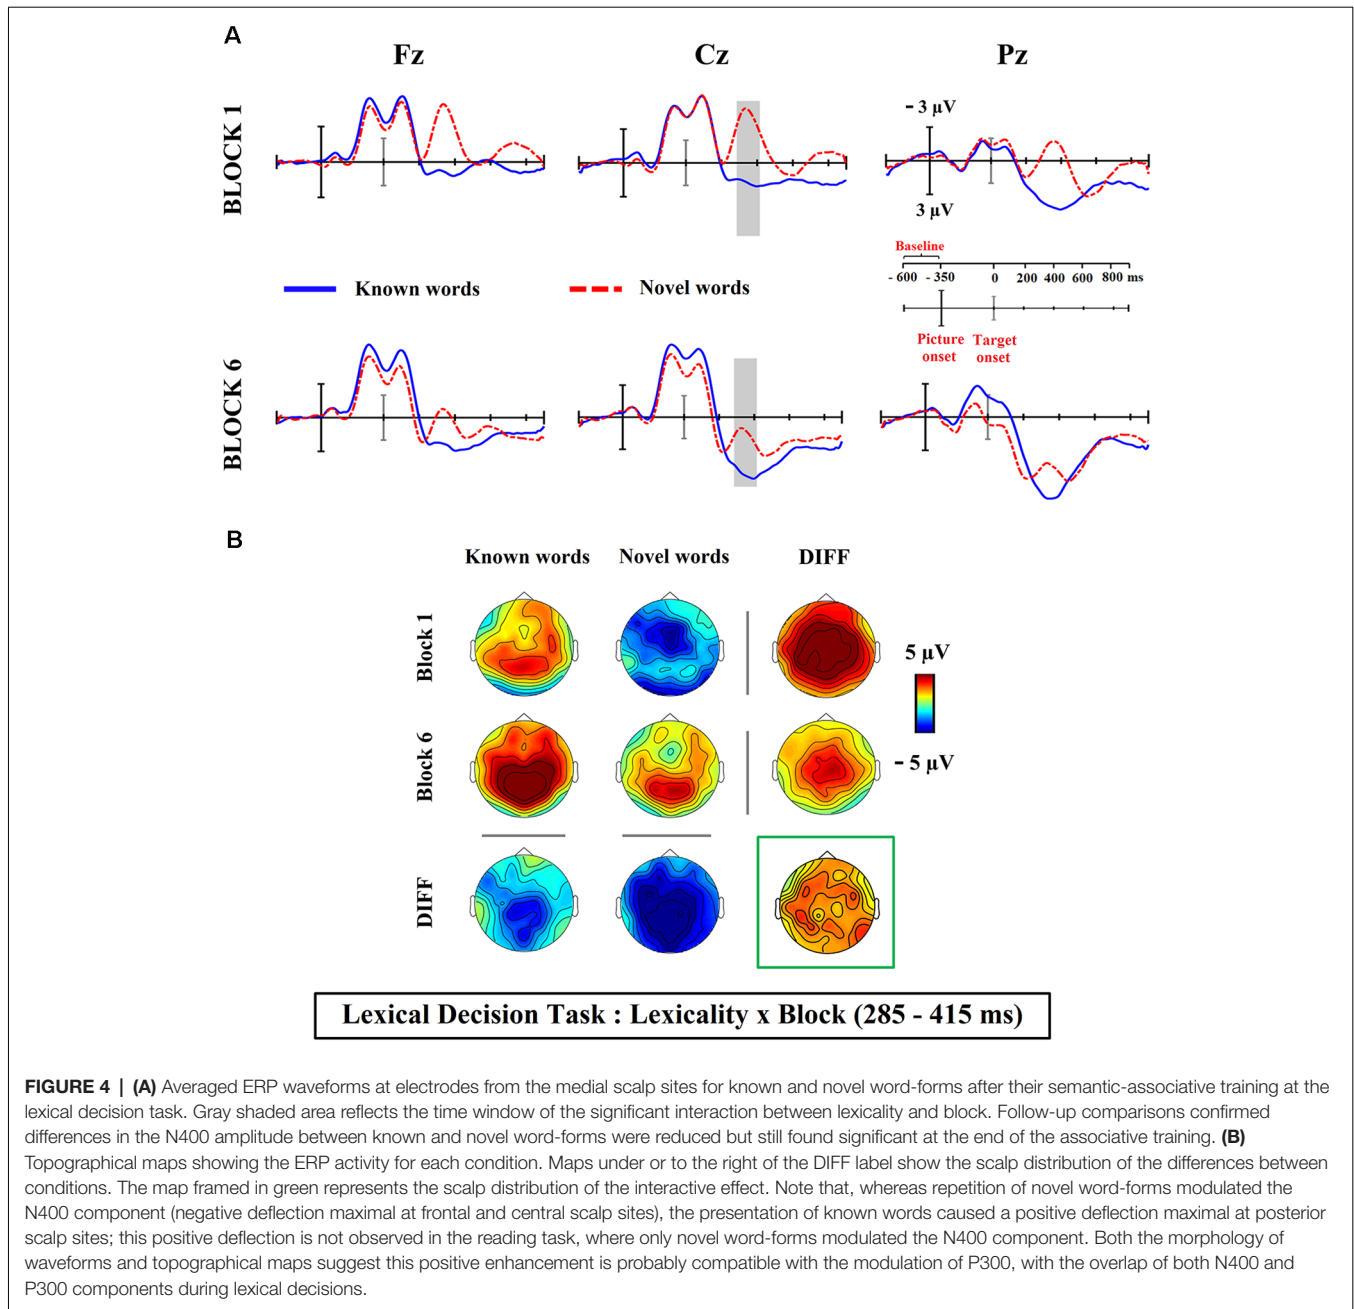 A
Fz Cz Pz
BLOCK 1
- 3 µV
3 µV
Baseline
- 600 - 350 0 200 400 600 800 ms
Known words Novel words
Picture onset
Target onset
BLOCK 6
B
Known words Novel words DIFF
Block 1
5 µV
Block 6
- 5 µV
DIFF
Lexical Decision Task : Lexicality x Block (285 - 415 ms)
FIGURE 4 | (A) Averaged ERP waveforms at electrodes from the medial scalp sites for known and novel word-forms after their semantic-associative training at the
lexical decision task. Gray shaded area reflects the time window of the significant interaction between lexicality and block. Follow-up comparisons confirmed
differences in the N400 amplitude between known and novel word-forms were reduced but still found significant at the end of the associative training. (B)
Topographical maps showing the ERP activity for each condition. Maps under or to the right of the DIFF label show the scalp distribution of the differences between
conditions. The map framed in green represents the scalp distribution of the interactive effect. Note that, whereas repetition of novel word-forms modulated the
N400 component (negative deflection maximal at frontal and central scalp sites), the presentation of known words caused a positive deflection maximal at posterior
scalp sites; this positive deflection is not observed in the reading task, where only novel word-forms modulated the N400 component. Both the morphology of
waveforms and topographical maps suggest this positive enhancement is probably compatible with the modulation of P300, with the overlap of both N400 and
P300 components during lexical decisions.